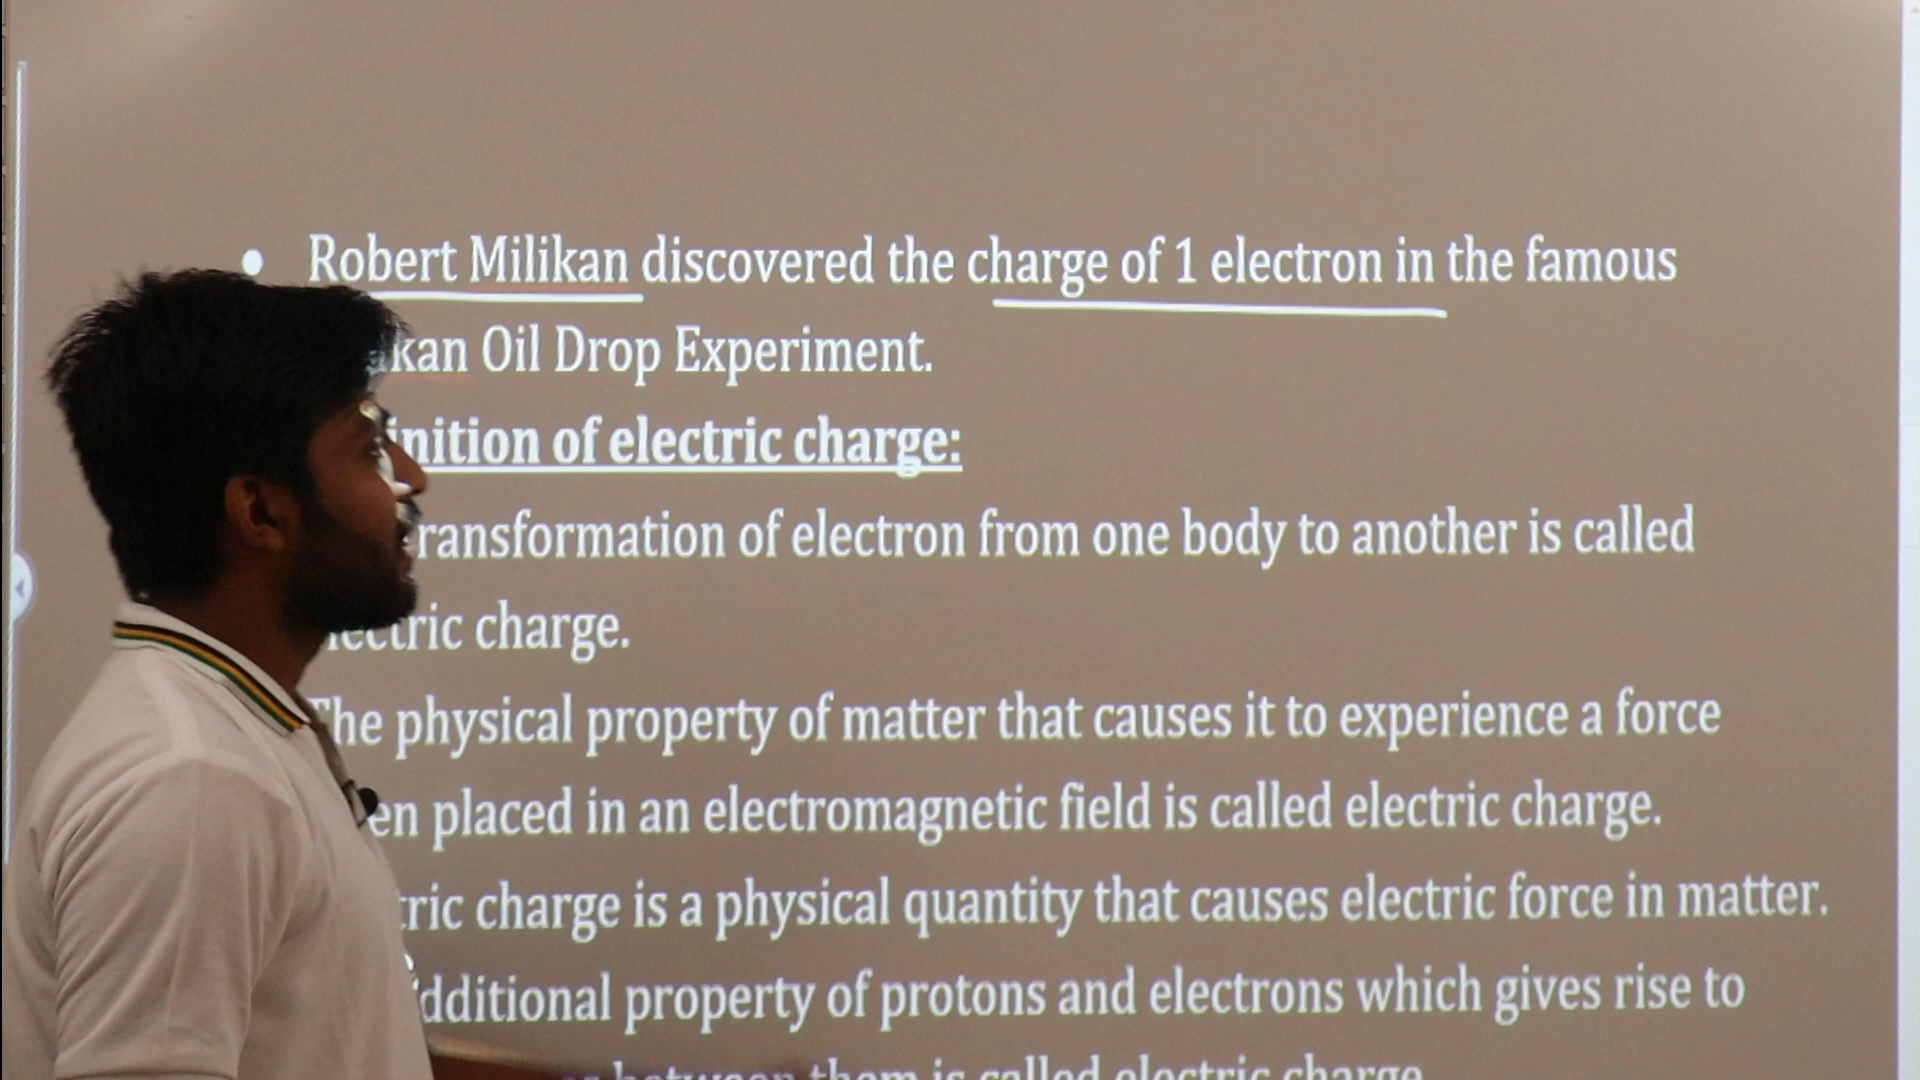 • Robert Milikan discovered the charge of 1 electron in the famous
kan Oil Drop Experiment.
inition of electric charge:
ransformation of electron from one body to another is called
electric charge.
The physical property of matter that causes it to experience a force
en placed in an electromagnetic field is called electric charge.
tric charge is a physical quantity that causes electric force in matter.
dditional property of protons and electrons which gives rise to
between them is called electric charge